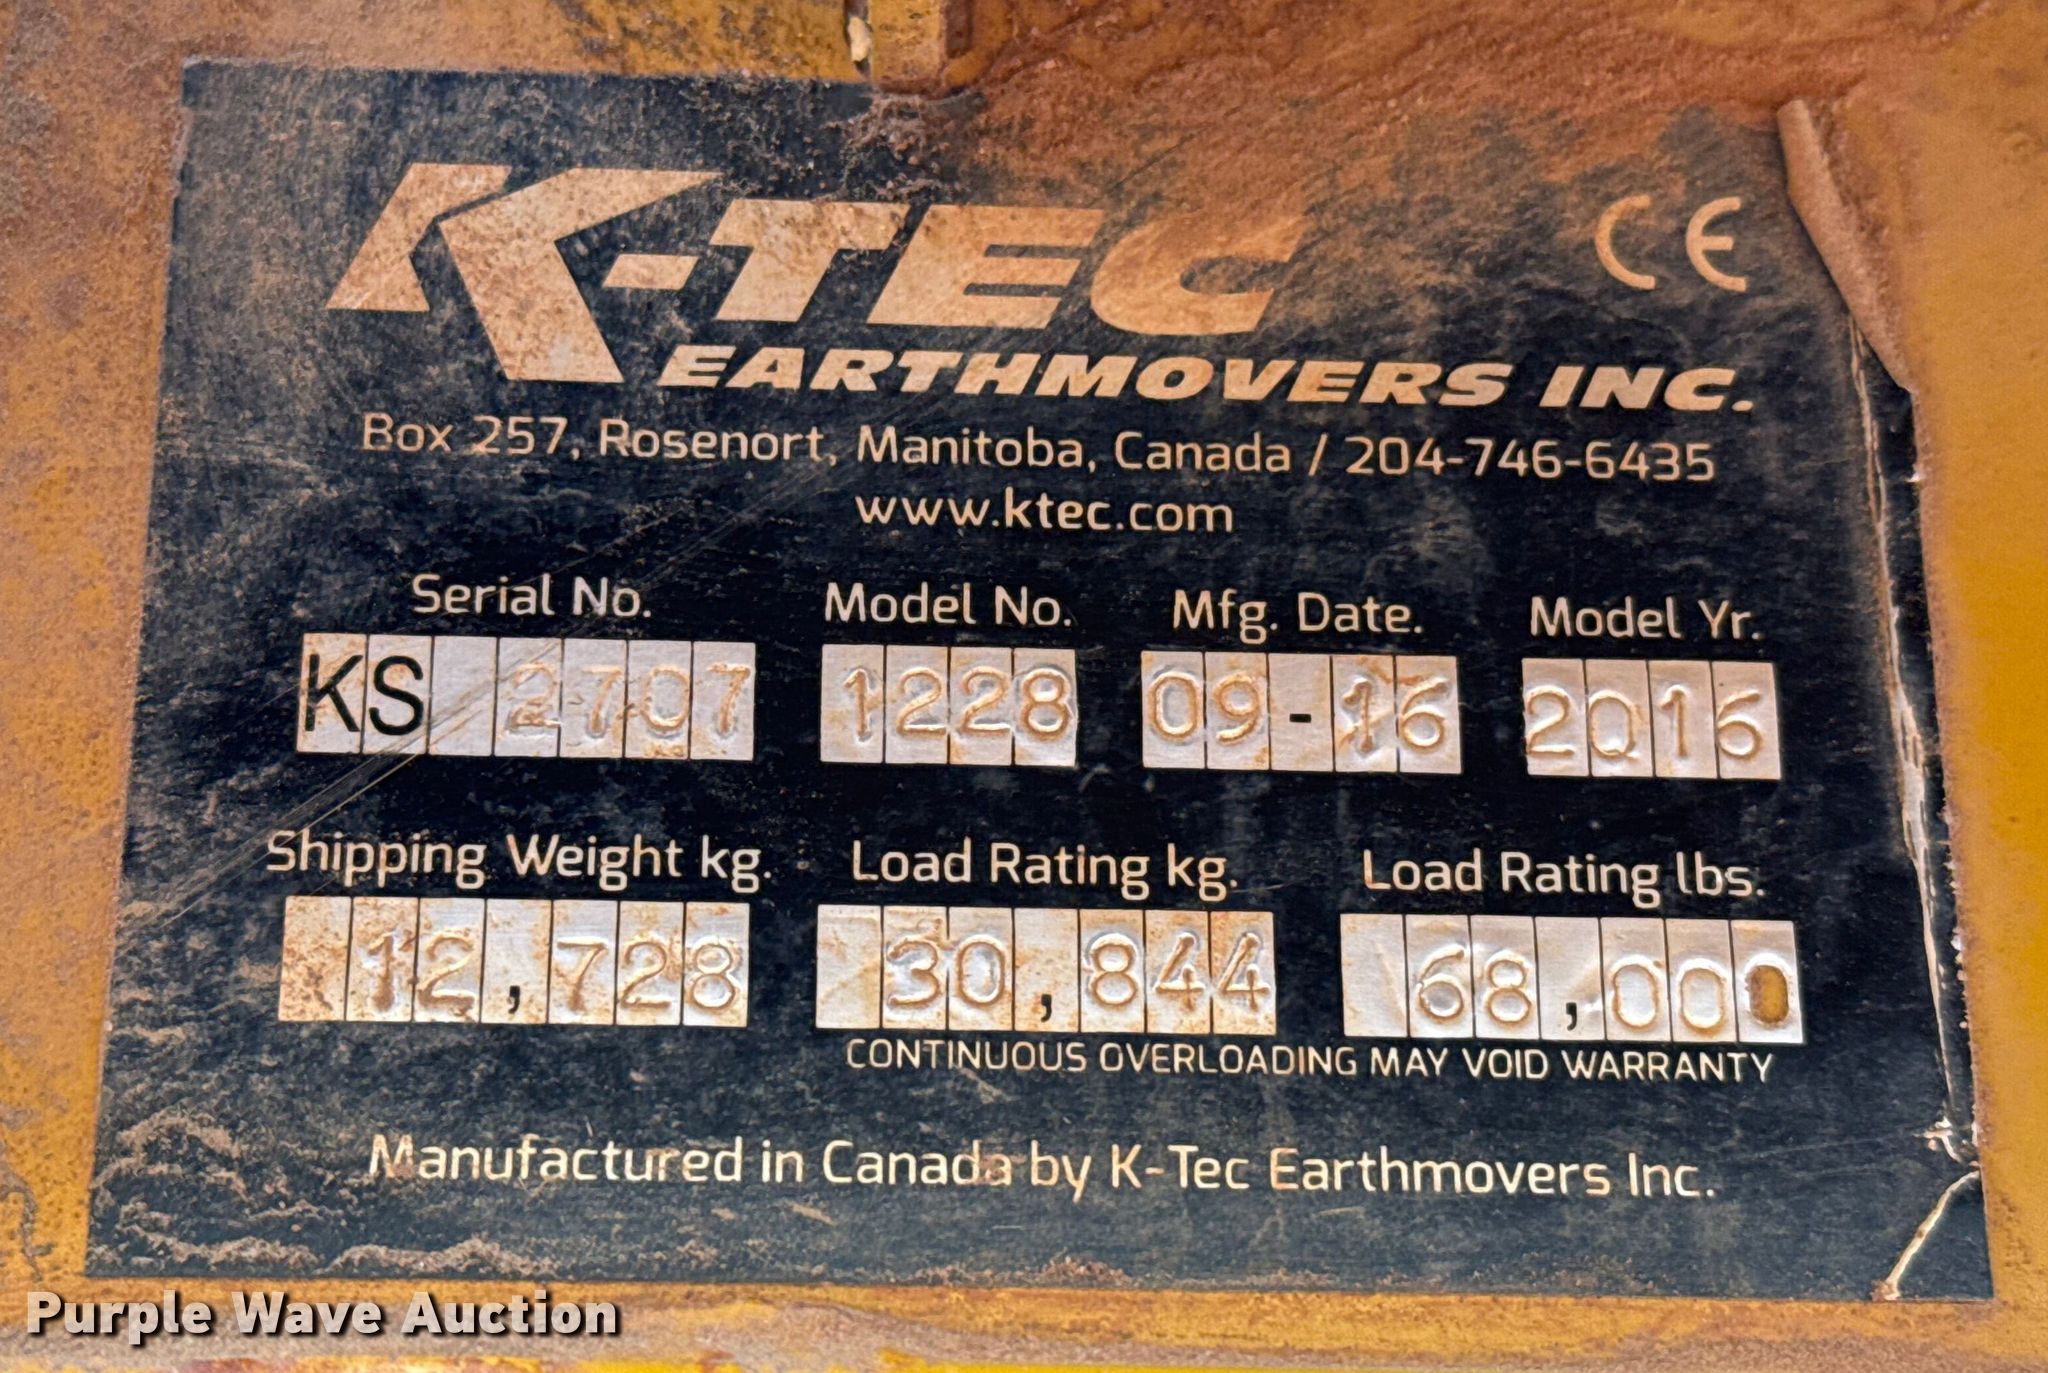 K-TEC CE
EARTHMOVERS INC.
Box 257, Rosenort, Manitoba, Canada / 204-746-6435
www.ktec.com
Serial No. Model No. Mfg. Date. Model Yr.
KS 2707 1228 09-16 2016
Shipping Weight kg. Load Rating kg. Load Rating lbs.
12,728 30,844 68,000
CONTINUOUS OVERLOADING MAY VOID WARRANTY
Manufactured in Canada by K-Tec Earthmovers Inc.
Purple Wave Auction